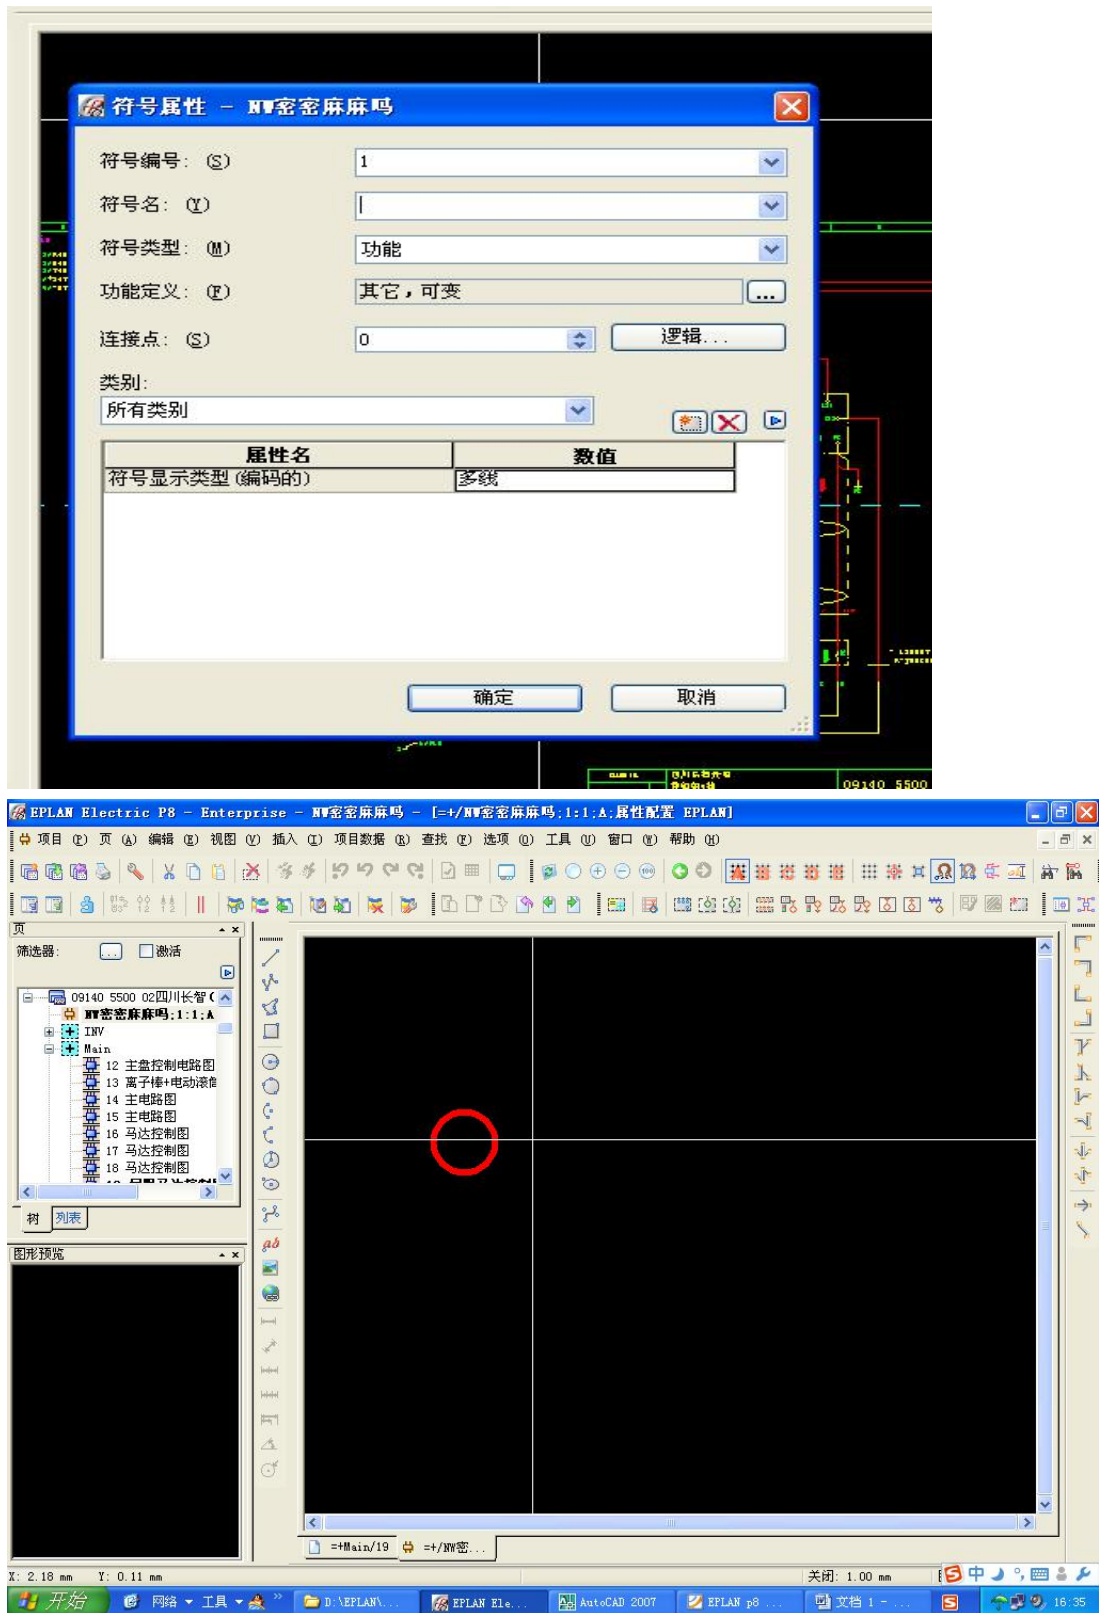 符号属性 - NW密密麻麻吗
符号编号: (S) 1
符号名: (Y)
符号类型: (M) 功能
功能定义: (F) 其它，可变 ...
连接点: (S) 0 逻辑...
类别:
所有类别
属性名 数值
符号显示类型(编码的) 多线
确定 取消
09140 5500
EPLAN Electric P8 - Enterprise - NW密密麻麻吗 - [=+/NW密密麻麻吗;1:1;A;属性配置 EPLAN]
项目 (P) 页 (A) 编辑 (E) 视图 (V) 插入 (I) 项目数据 (R) 查找 (F) 选项 (O) 工具 (U) 窗口 (W) 帮助 (H)
页
筛选器: ... 激活
09140 5500 02四川长智(
NW密密麻麻吗;1:1;A
INV
Main
12 主盘控制电路图
13 离子棒+电动滚筒
14 主电路图
15 主电路图
16 马达控制图
17 马达控制图
18 马达控制图
树 列表
图形预览
ab
=+Main/19 =+/NW密...
X: 2.18 mm Y: 0.11 mm 关闭: 1.00 mm 中
开始 网络 工具 » D:\EPLAN\... EPLAN Ele... AutoCAD 2007 EPLAN p8 ... 文档 1 - ... 16:35